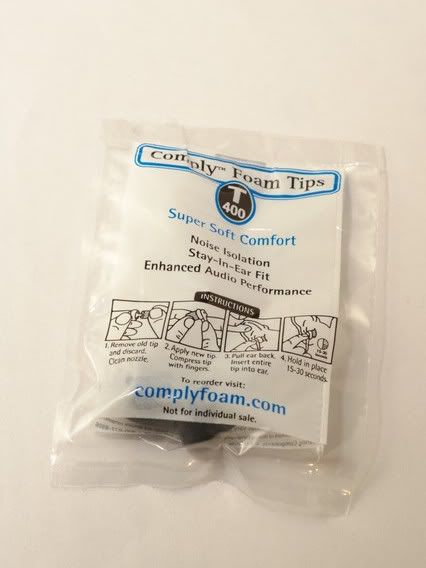 Comply™ Foam Tips
T
400
Super Soft Comfort
Noise Isolation
Stay-In-Ear Fit
Enhanced Audio Performance
INSTRUCTIONS
1. Remove old tip
and discard.
Clean nozzle.
2. Apply new tip.
Compress tip
with fingers.
3. Pull ear back.
Insert entire
tip into ear.
4. Hold in place
15-30 seconds.
To reorder visit:
complyfoam.com
Not for individual sale.